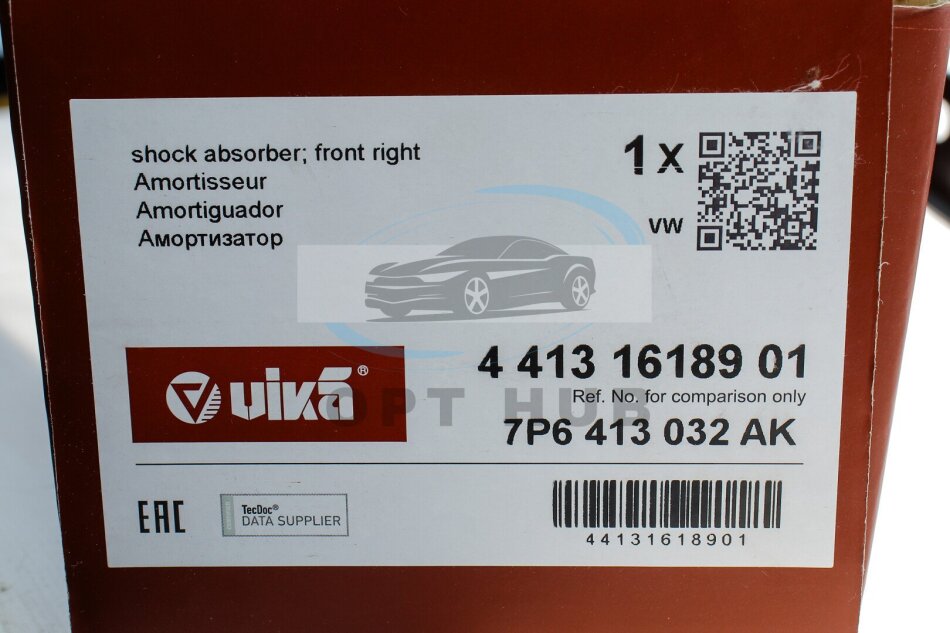 shock absorber; front right
Amortisseur
Amortiguador
Амортизатор
1 x
VW
4 413 16189 01
Ref. No. for comparison only
7P6 413 032 AK
vika®
OPT HUB
EAC
TecDoc®
DATA SUPPLIER
CERTIFIED
44131618901